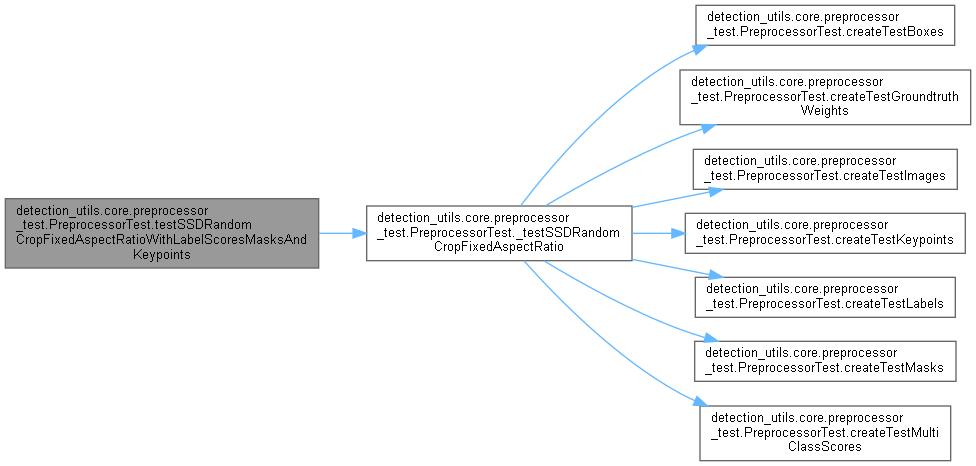 detection_utils.core.preprocessor
_test.PreprocessorTest.testSSDRandom
CropFixedAspectRatioWithLabelScoresMasksAnd
Keypoints
detection_utils.core.preprocessor
_test.PreprocessorTest._testSSDRandom
CropFixedAspectRatio
detection_utils.core.preprocessor
_test.PreprocessorTest.createTestBoxes
detection_utils.core.preprocessor
_test.PreprocessorTest.createTestGroundtruth
Weights
detection_utils.core.preprocessor
_test.PreprocessorTest.createTestImages
detection_utils.core.preprocessor
_test.PreprocessorTest.createTestKeypoints
detection_utils.core.preprocessor
_test.PreprocessorTest.createTestLabels
detection_utils.core.preprocessor
_test.PreprocessorTest.createTestMasks
detection_utils.core.preprocessor
_test.PreprocessorTest.createTestMulti
ClassScores